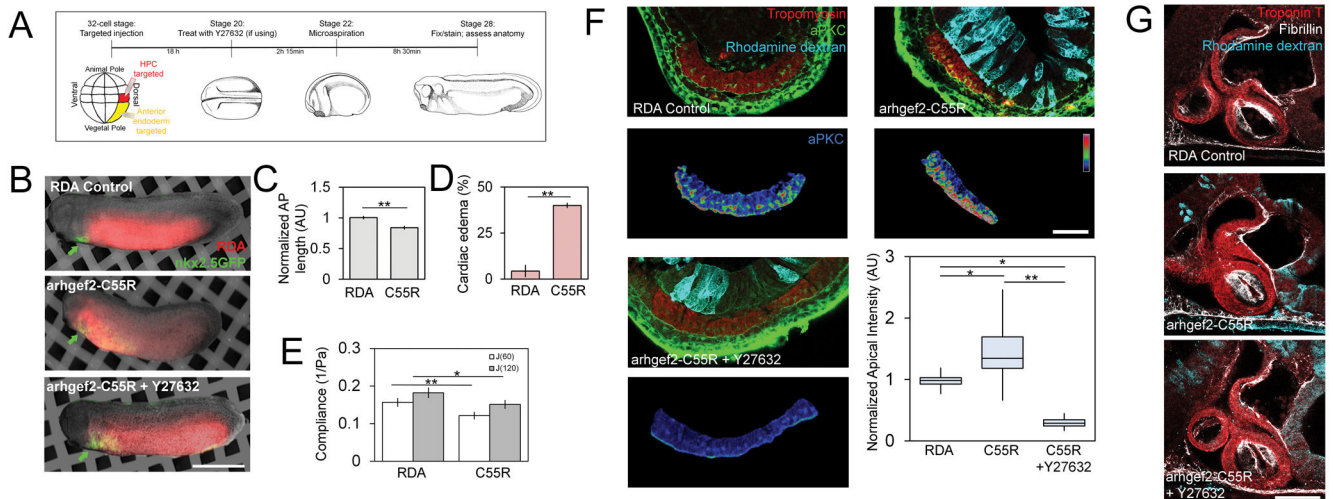 A
32-cell stage:
Targeted injection
Stage 20:
Treat with Y27632 (if using)
Stage 22:
Microaspiration
Stage 28:
Fix/stain; assess anatomy
18 h
2h 15min
8h 30min
Animal Pole
HPC
targeted
Ventral
Dorsal
Anterior
endoderm
targeted
Vegetal Pole
B
RDA Control
RDA
nkx2.5GFP
arhgef2-C55R
arhgef2-C55R + Y27632
C
Normalized AP
length (AU)
1.5
1
0.5
0
**
RDA
C55R
D
Cardiac edema (%)
50
25
0
**
RDA
C55R
E
Compliance (1/Pa)
0.3
0.2
0.1
0
J(60)
J(120)
**
*
RDA
C55R
F
Tropomyosin
aPKC
Rhodamine dextran
RDA Control
arhgef2-C55R
aPKC
arhgef2-C55R + Y27632
Normalized Apical Intensity (AU)
3
2
1
0
*
*
**
RDA
C55R
C55R
+Y27632
G
Troponin T
Fibrillin
Rhodamine dextran
RDA Control
arhgef2-C55R
arhgef2-C55R
+ Y27632